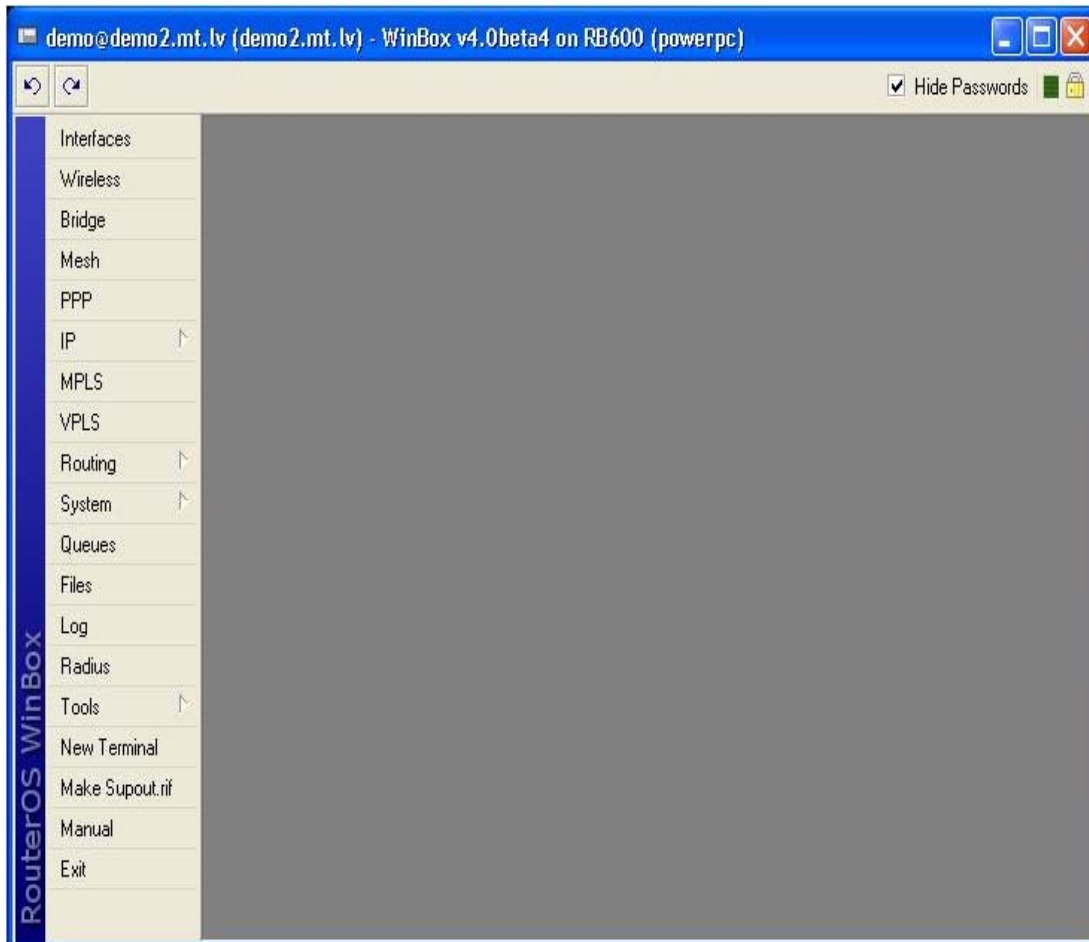 demo@demo2.mt.lv (demo2.mt.lv) - WinBox v4.0beta4 on RB600 (powerpc)
Hide Passwords
Interfaces
Wireless
Bridge
Mesh
PPP
IP
MPLS
VPLS
Routing
System
Queues
Files
Log
Radius
Tools
New Terminal
Make Supout.rif
Manual
Exit
RouterOS WinBox